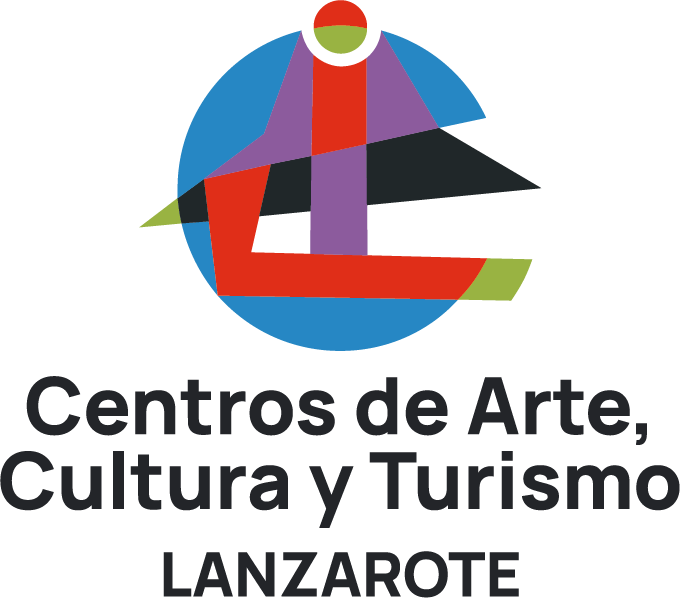 Centros de Arte,
Cultura y Turismo
LANZAROTE